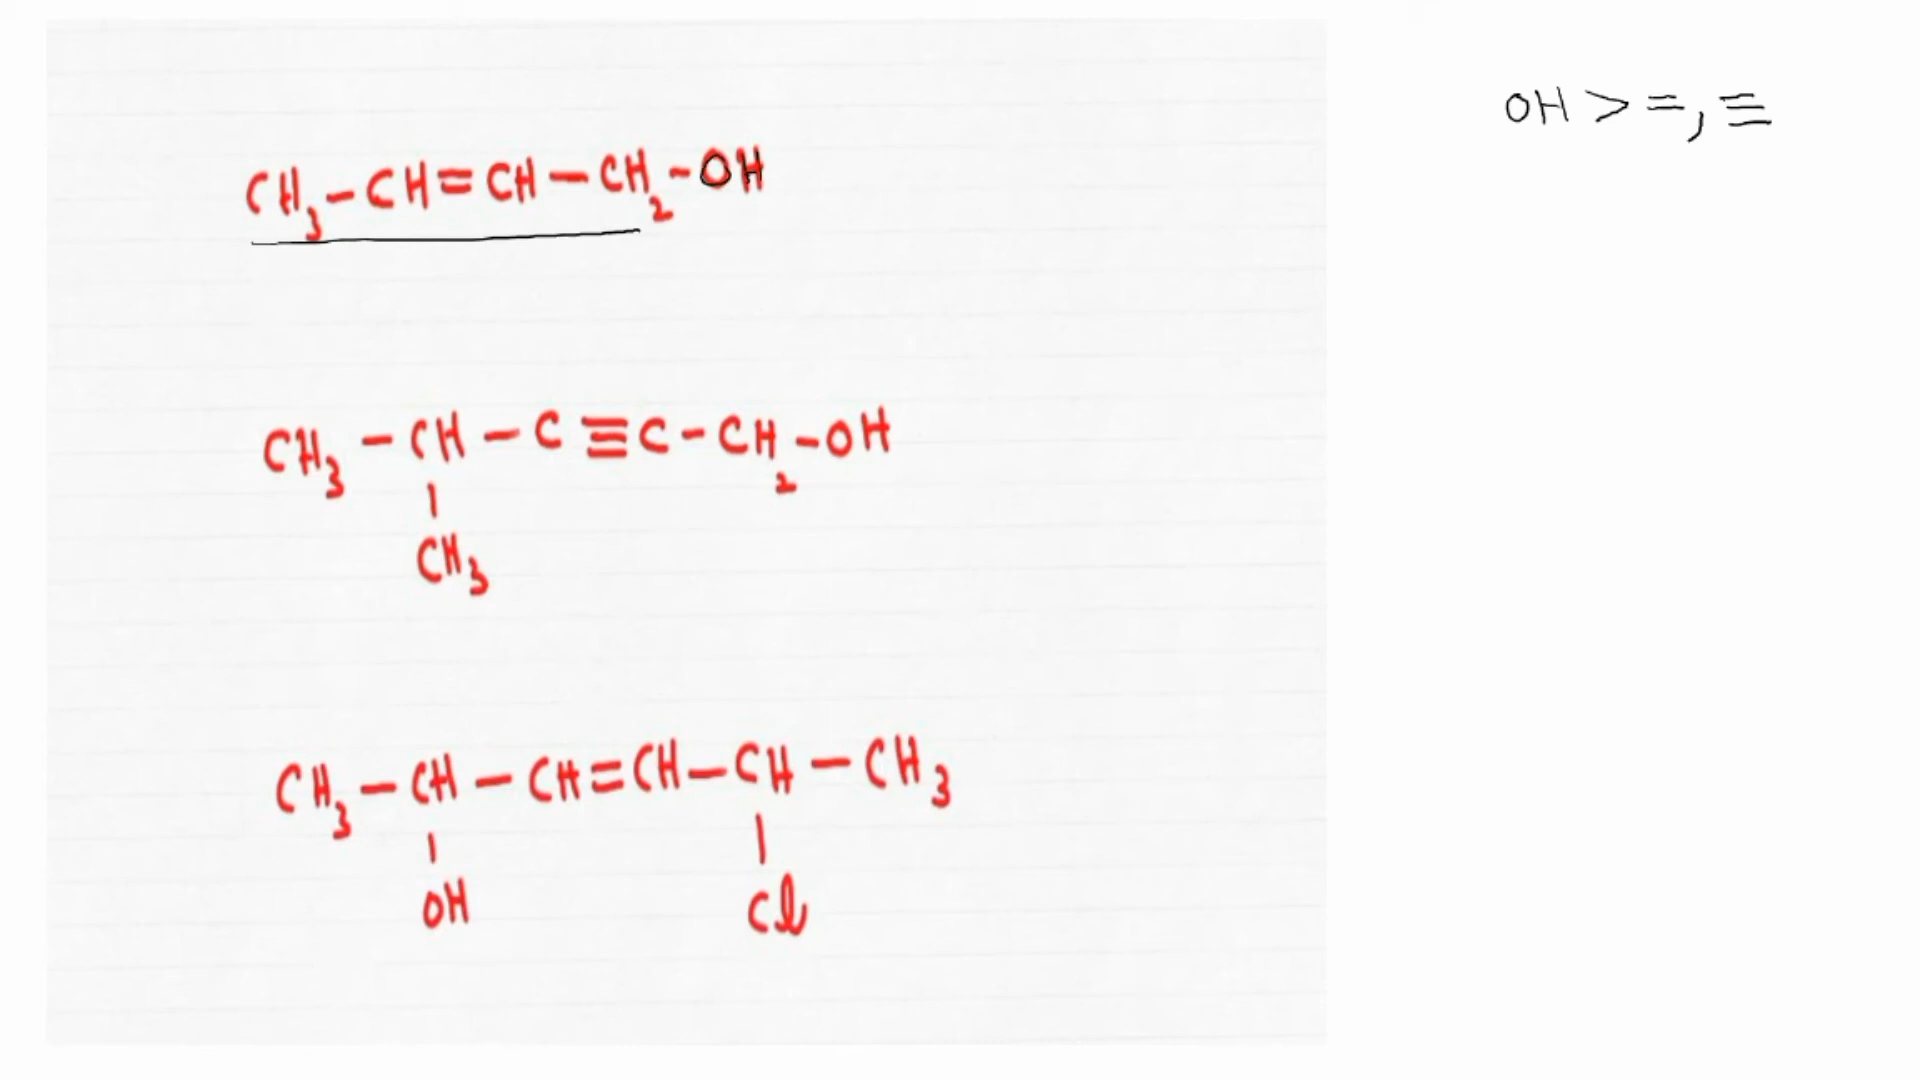 OH > =, ≡
CH₃–CH=CH–CH₂–OH
CH₃–CH–C≡C–CH₂–OH
|
CH₃
CH₃–CH–CH=CH–CH–CH₃
| |
OH Cl